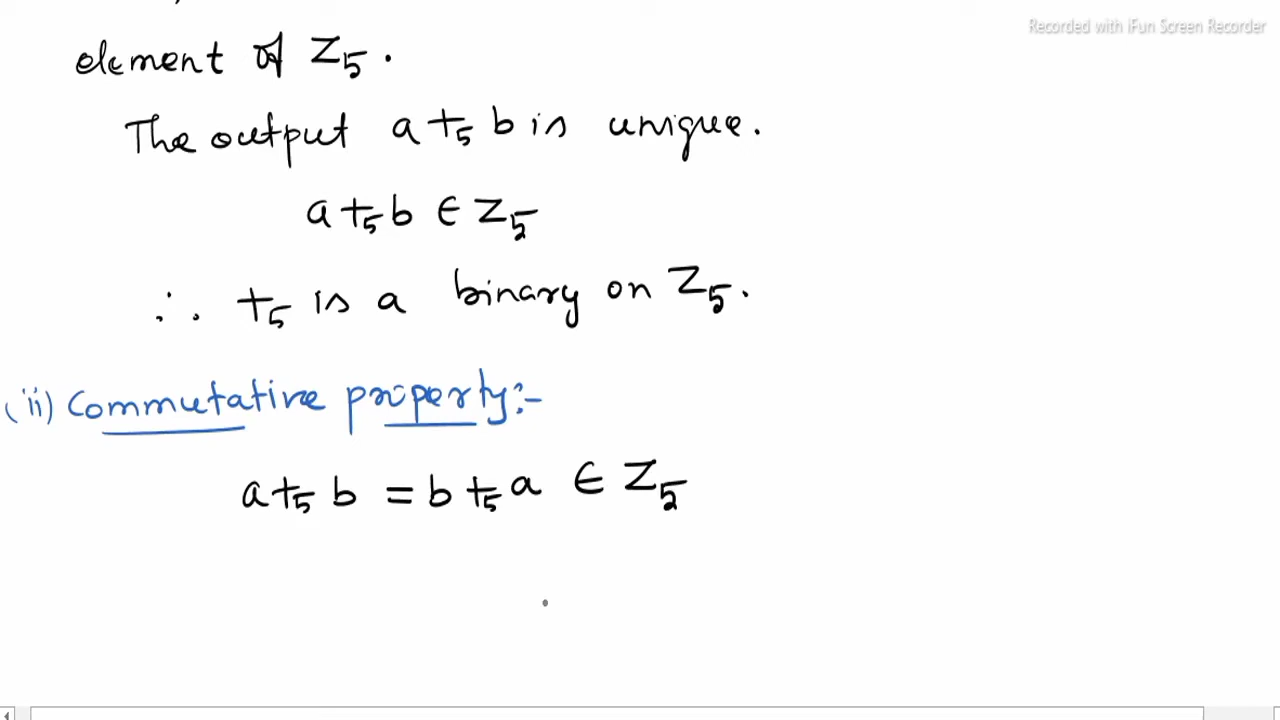 Recorded with iFun Screen Recorder
element of Z₅.
The output a +₅ b is unique.
a +₅ b ∈ Z₅
∴ +₅ is a binary on Z₅.
(ii) Commutative property:-
a +₅ b = b +₅ a ∈ Z₅